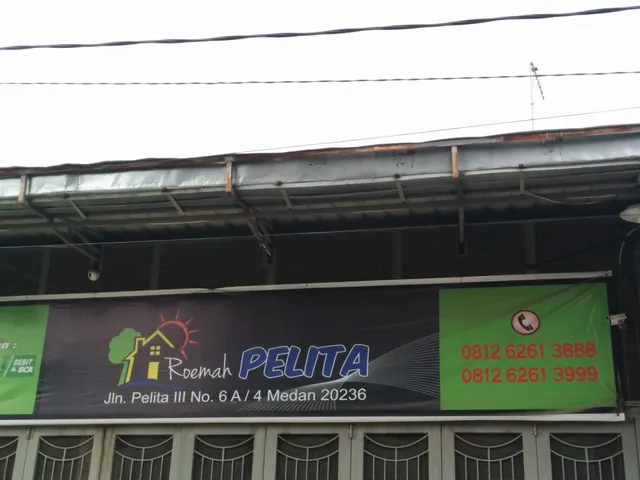 DEBIT
BCA
Roemah PELITA
Jln. Pelita III No. 6 A / 4 Medan 20236
0812 6261 3888
0812 6261 3999